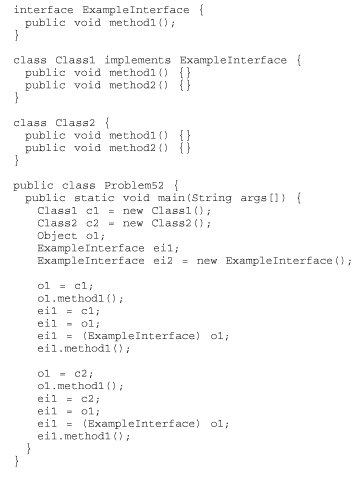 interface ExampleInterface {
  public void method1();
}

class Class1 implements ExampleInterface {
  public void method1() {}
  public void method2() {}
}

class Class2 {
  public void method1() {}
  public void method2() {}
}

public class Problem52 {
  public static void main(String args[]) {
    Class1 c1 = new Class1();
    Class2 c2 = new Class2();
    Object o1;
    ExampleInterface ei1;
    ExampleInterface ei2 = new ExampleInterface();

    o1 = c1;
    o1.method1();
    ei1 = c1;
    ei1 = o1;
    ei1 = (ExampleInterface) o1;
    ei1.method1();

    o1 = c2;
    o1.method1();
    ei1 = c2;
    ei1 = o1;
    ei1 = (ExampleInterface) o1;
    ei1.method1();
  }
}